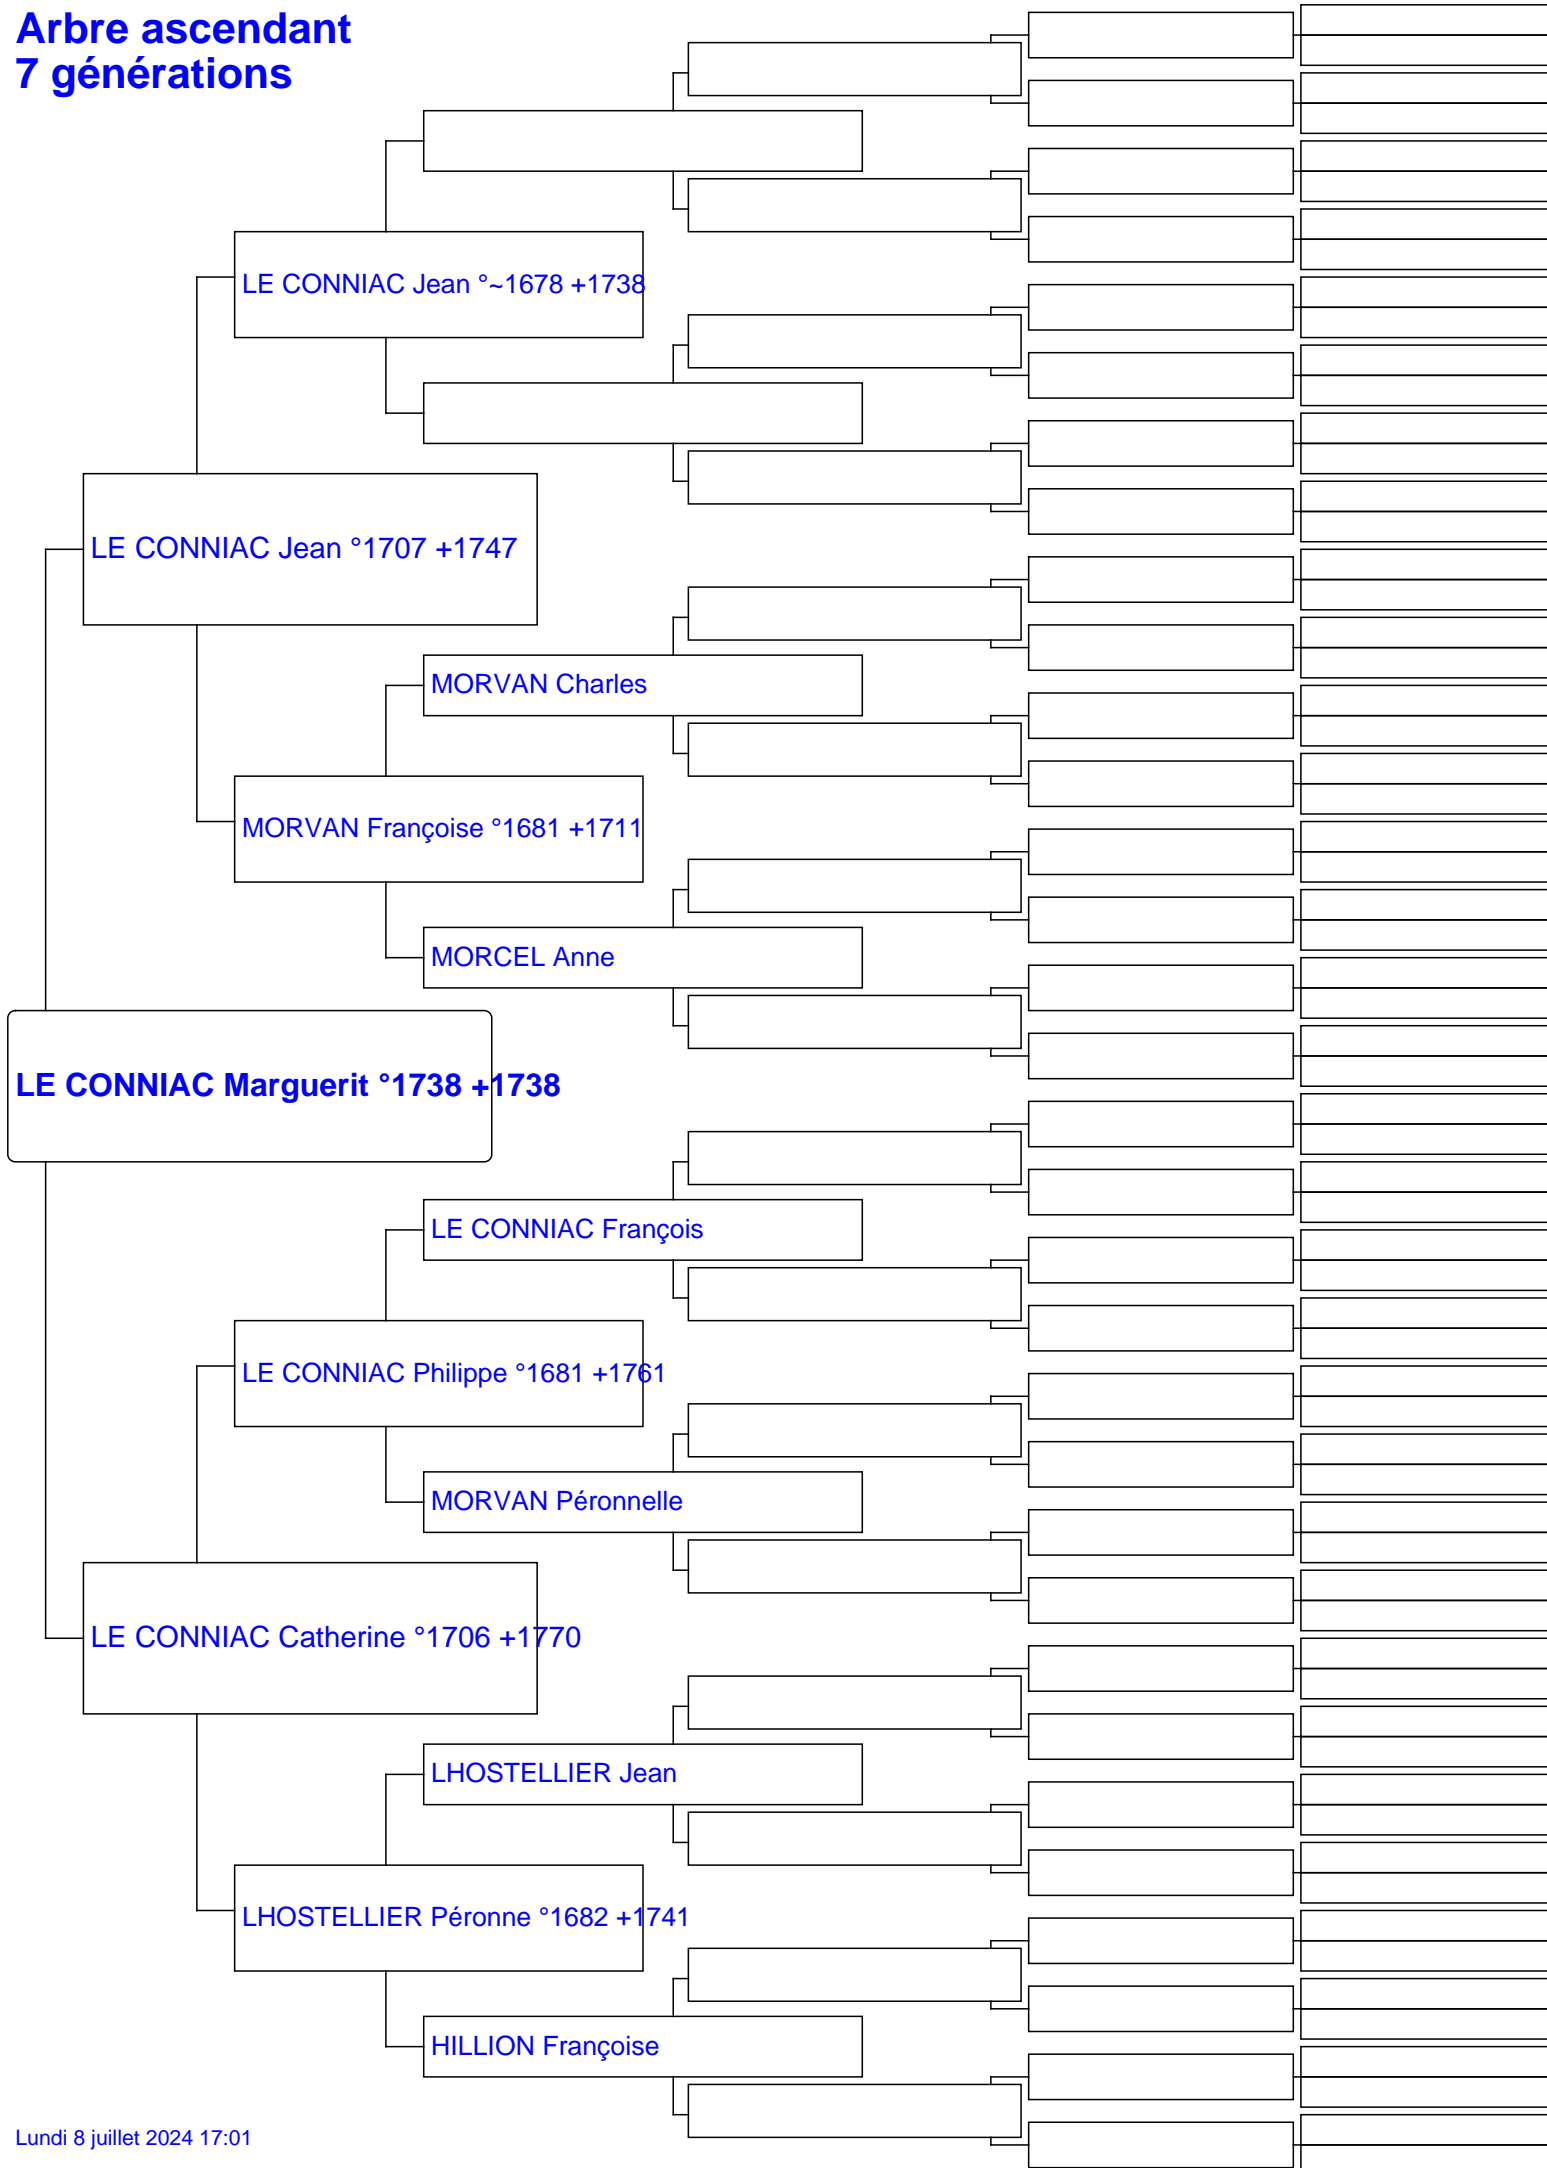 Arbre ascendant
7 générations
LE CONNIAC Jean °~1678 +1738
LE CONNIAC Jean °1707 +1747
MORVAN Charles
MORVAN Françoise °1681 +1711
MORCEL Anne
LE CONNIAC Marguerit °1738 +1738
LE CONNIAC François
LE CONNIAC Philippe °1681 +1761
MORVAN Péronnelle
LE CONNIAC Catherine °1706 +1770
LHOSTELLIER Jean
LHOSTELLIER Péronne °1682 +1741
HILLION Françoise
Lundi 8 juillet 2024 17:01